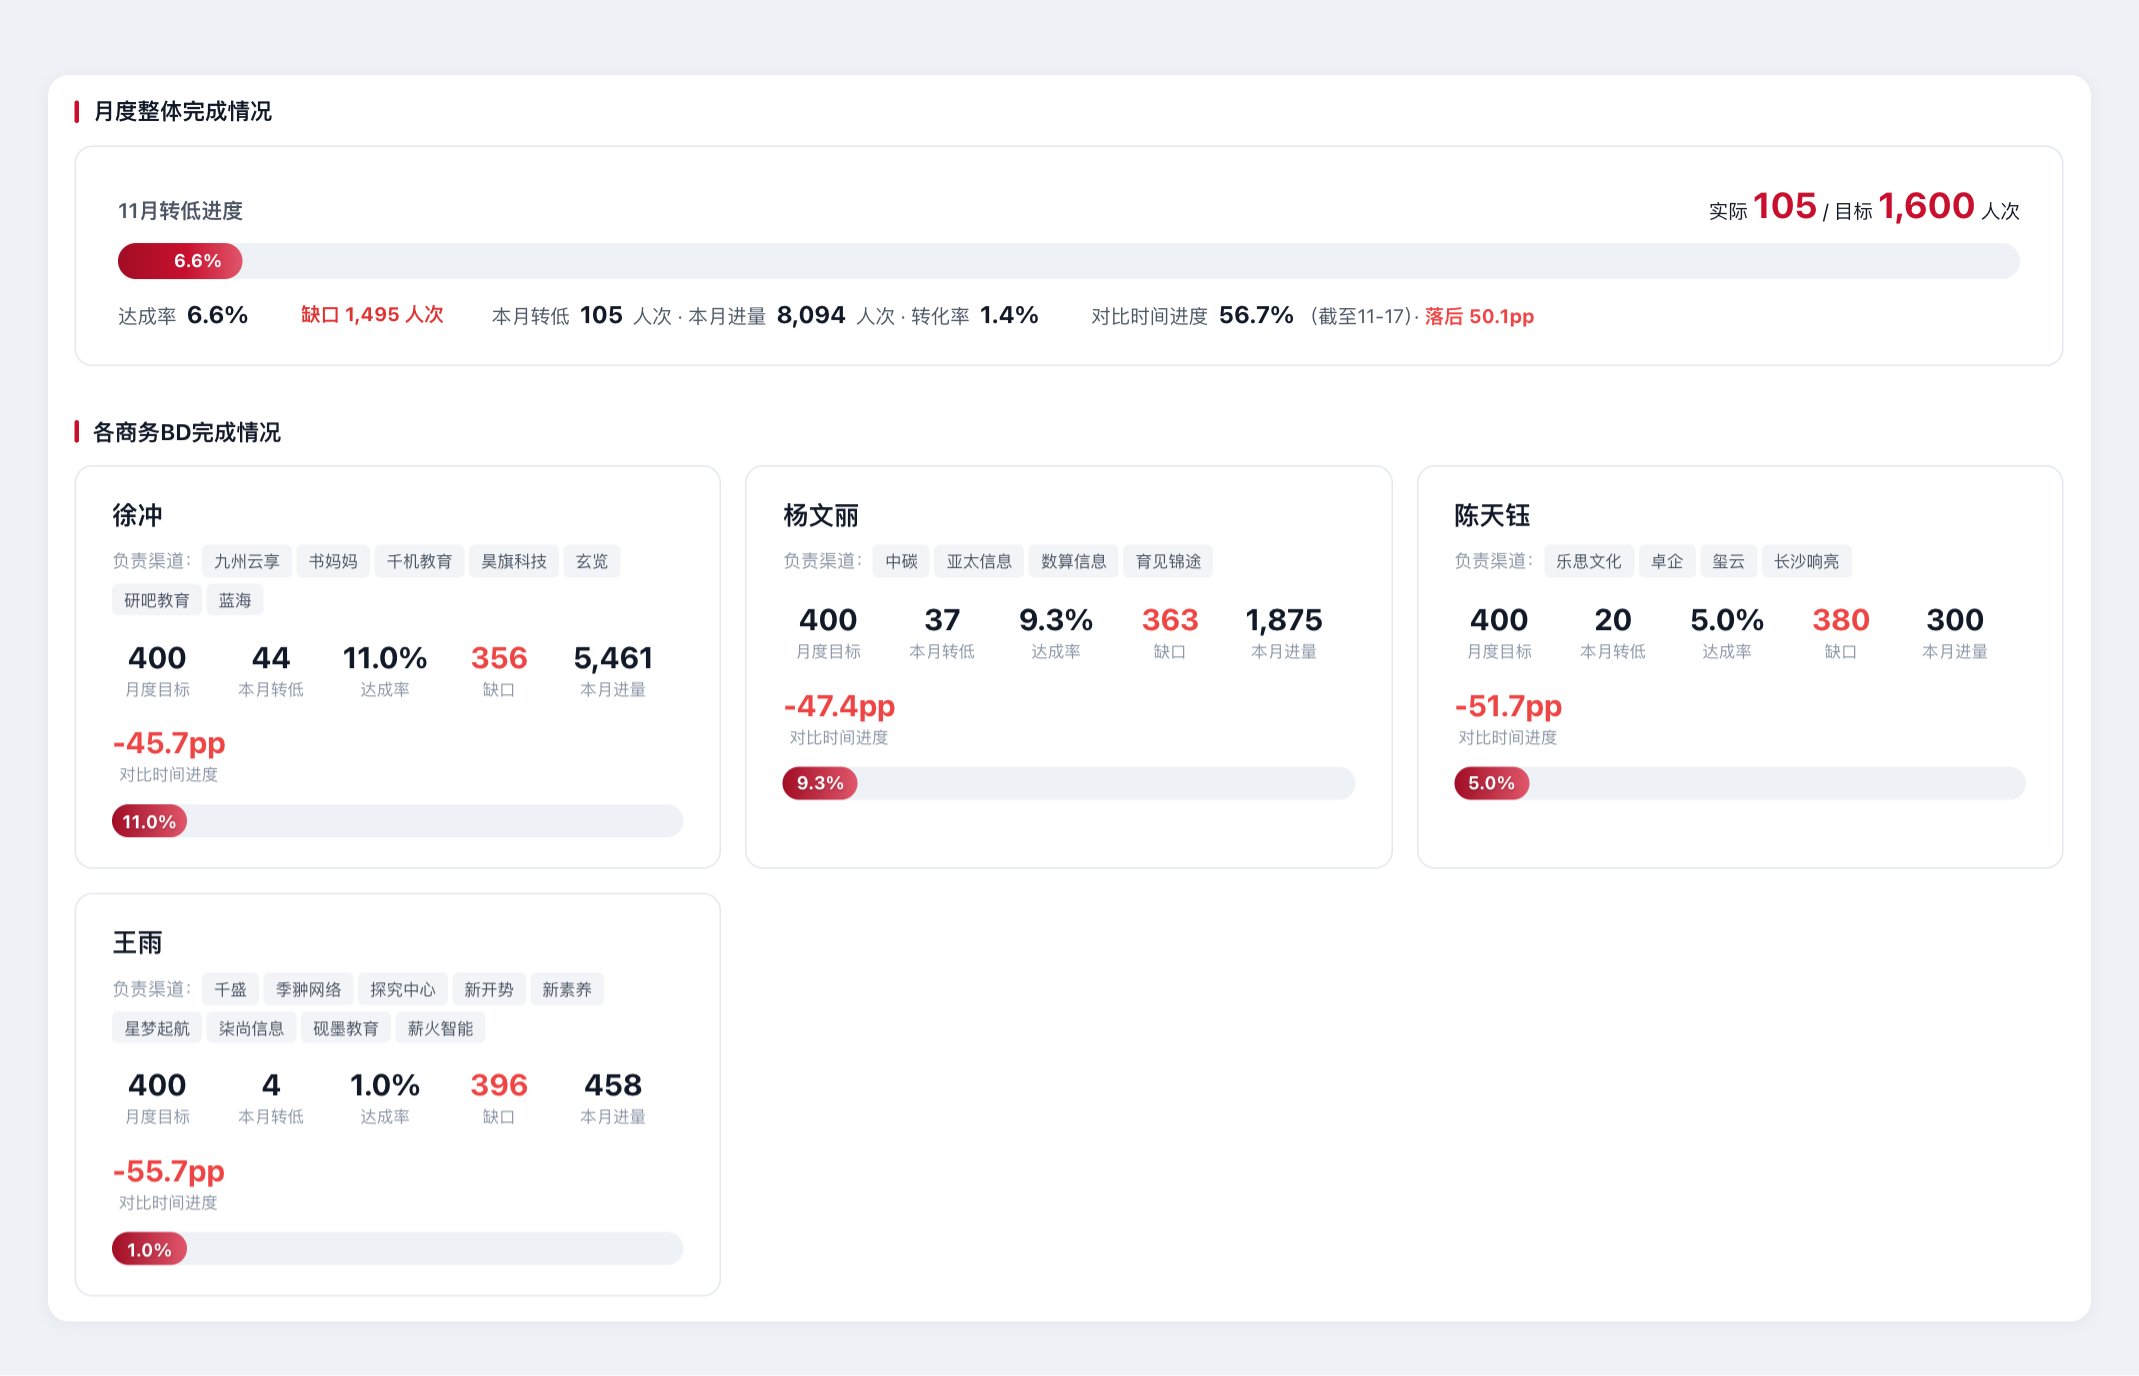 月度整体完成情况
11月转低进度
实际 105 / 目标 1,600 人次
6.6%
达成率 6.6% 缺口 1,495 人次 本月转低 105 人次 · 本月进量 8,094 人次 · 转化率 1.4% 对比时间进度 56.7% (截至11-17) · 落后 50.1pp
各商务BD完成情况
徐冲
负责渠道: 九州云享 书妈妈 千机教育 昊旗科技 玄览
研吧教育 蓝海
400 44 11.0% 356 5,461
月度目标 本月转低 达成率 缺口 本月进量
-45.7pp
对比时间进度
11.0%
杨文丽
负责渠道: 中碳 亚太信息 数算信息 育见锦途
400 37 9.3% 363 1,875
月度目标 本月转低 达成率 缺口 本月进量
-47.4pp
对比时间进度
9.3%
陈天钰
负责渠道: 乐思文化 卓企 玺云 长沙响亮
400 20 5.0% 380 300
月度目标 本月转低 达成率 缺口 本月进量
-51.7pp
对比时间进度
5.0%
王雨
负责渠道: 千盛 季翀网络 探究中心 新开势 新素养
星梦起航 柒尚信息 砚墨教育 薪火智能
400 4 1.0% 396 458
月度目标 本月转低 达成率 缺口 本月进量
-55.7pp
对比时间进度
1.0%